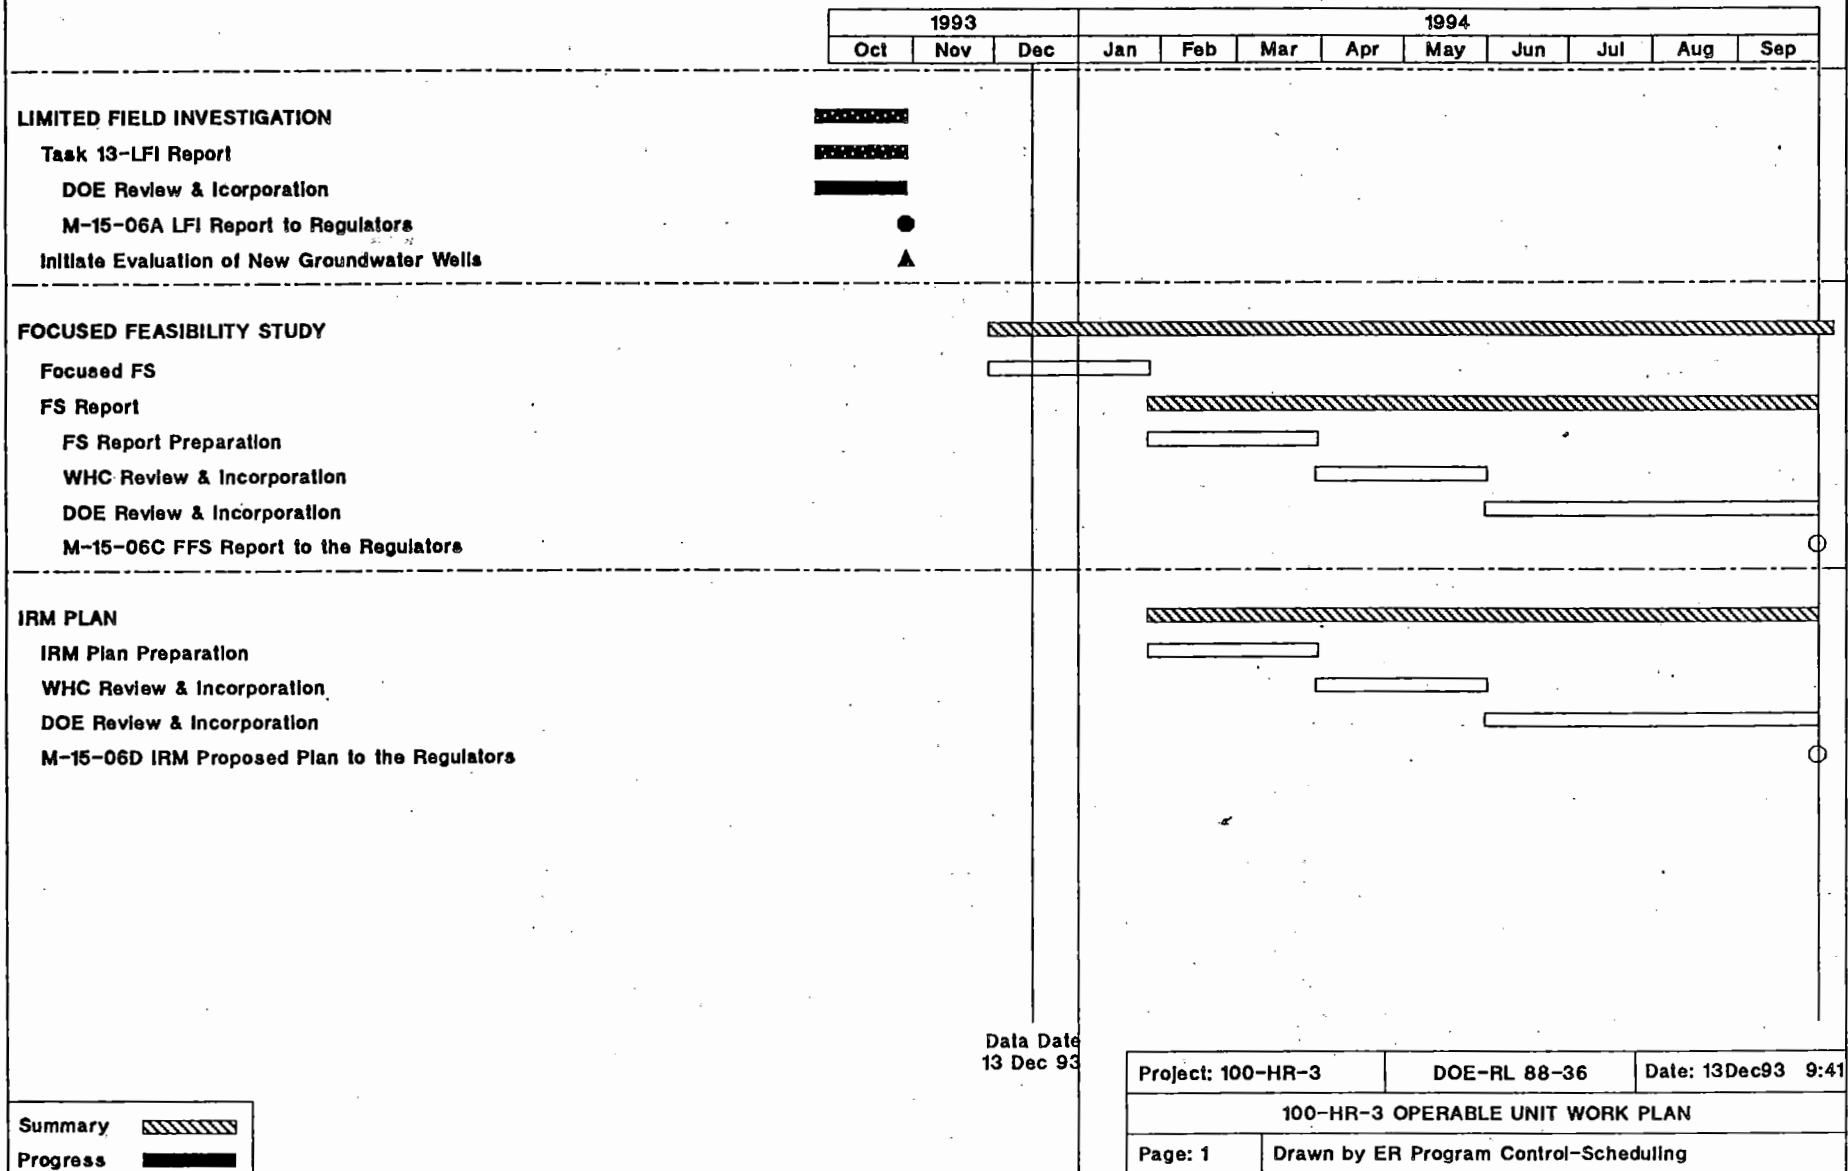 1993 1994
Oct Nov Dec Jan Feb Mar Apr May Jun Jul Aug Sep
LIMITED FIELD INVESTIGATION
Task 13-LFI Report
DOE Review & Icorporation
M-15-06A LFI Report to Regulators
Initiate Evaluation of New Groundwater Wells
FOCUSED FEASIBILITY STUDY
Focused FS
FS Report
FS Report Preparation
WHC Review & Incorporation
DOE Review & Incorporation
M-15-06C FFS Report to the Regulators
IRM PLAN
IRM Plan Preparation
WHC Review & Incorporation
DOE Review & Incorporation
M-15-06D IRM Proposed Plan to the Regulators
Data Date
13 Dec 93
Project: 100-HR-3 DOE-RL 88-36 Date: 13Dec93 9:41
100-HR-3 OPERABLE UNIT WORK PLAN
Page: 1 Drawn by ER Program Control-Scheduling
Summary
Progress